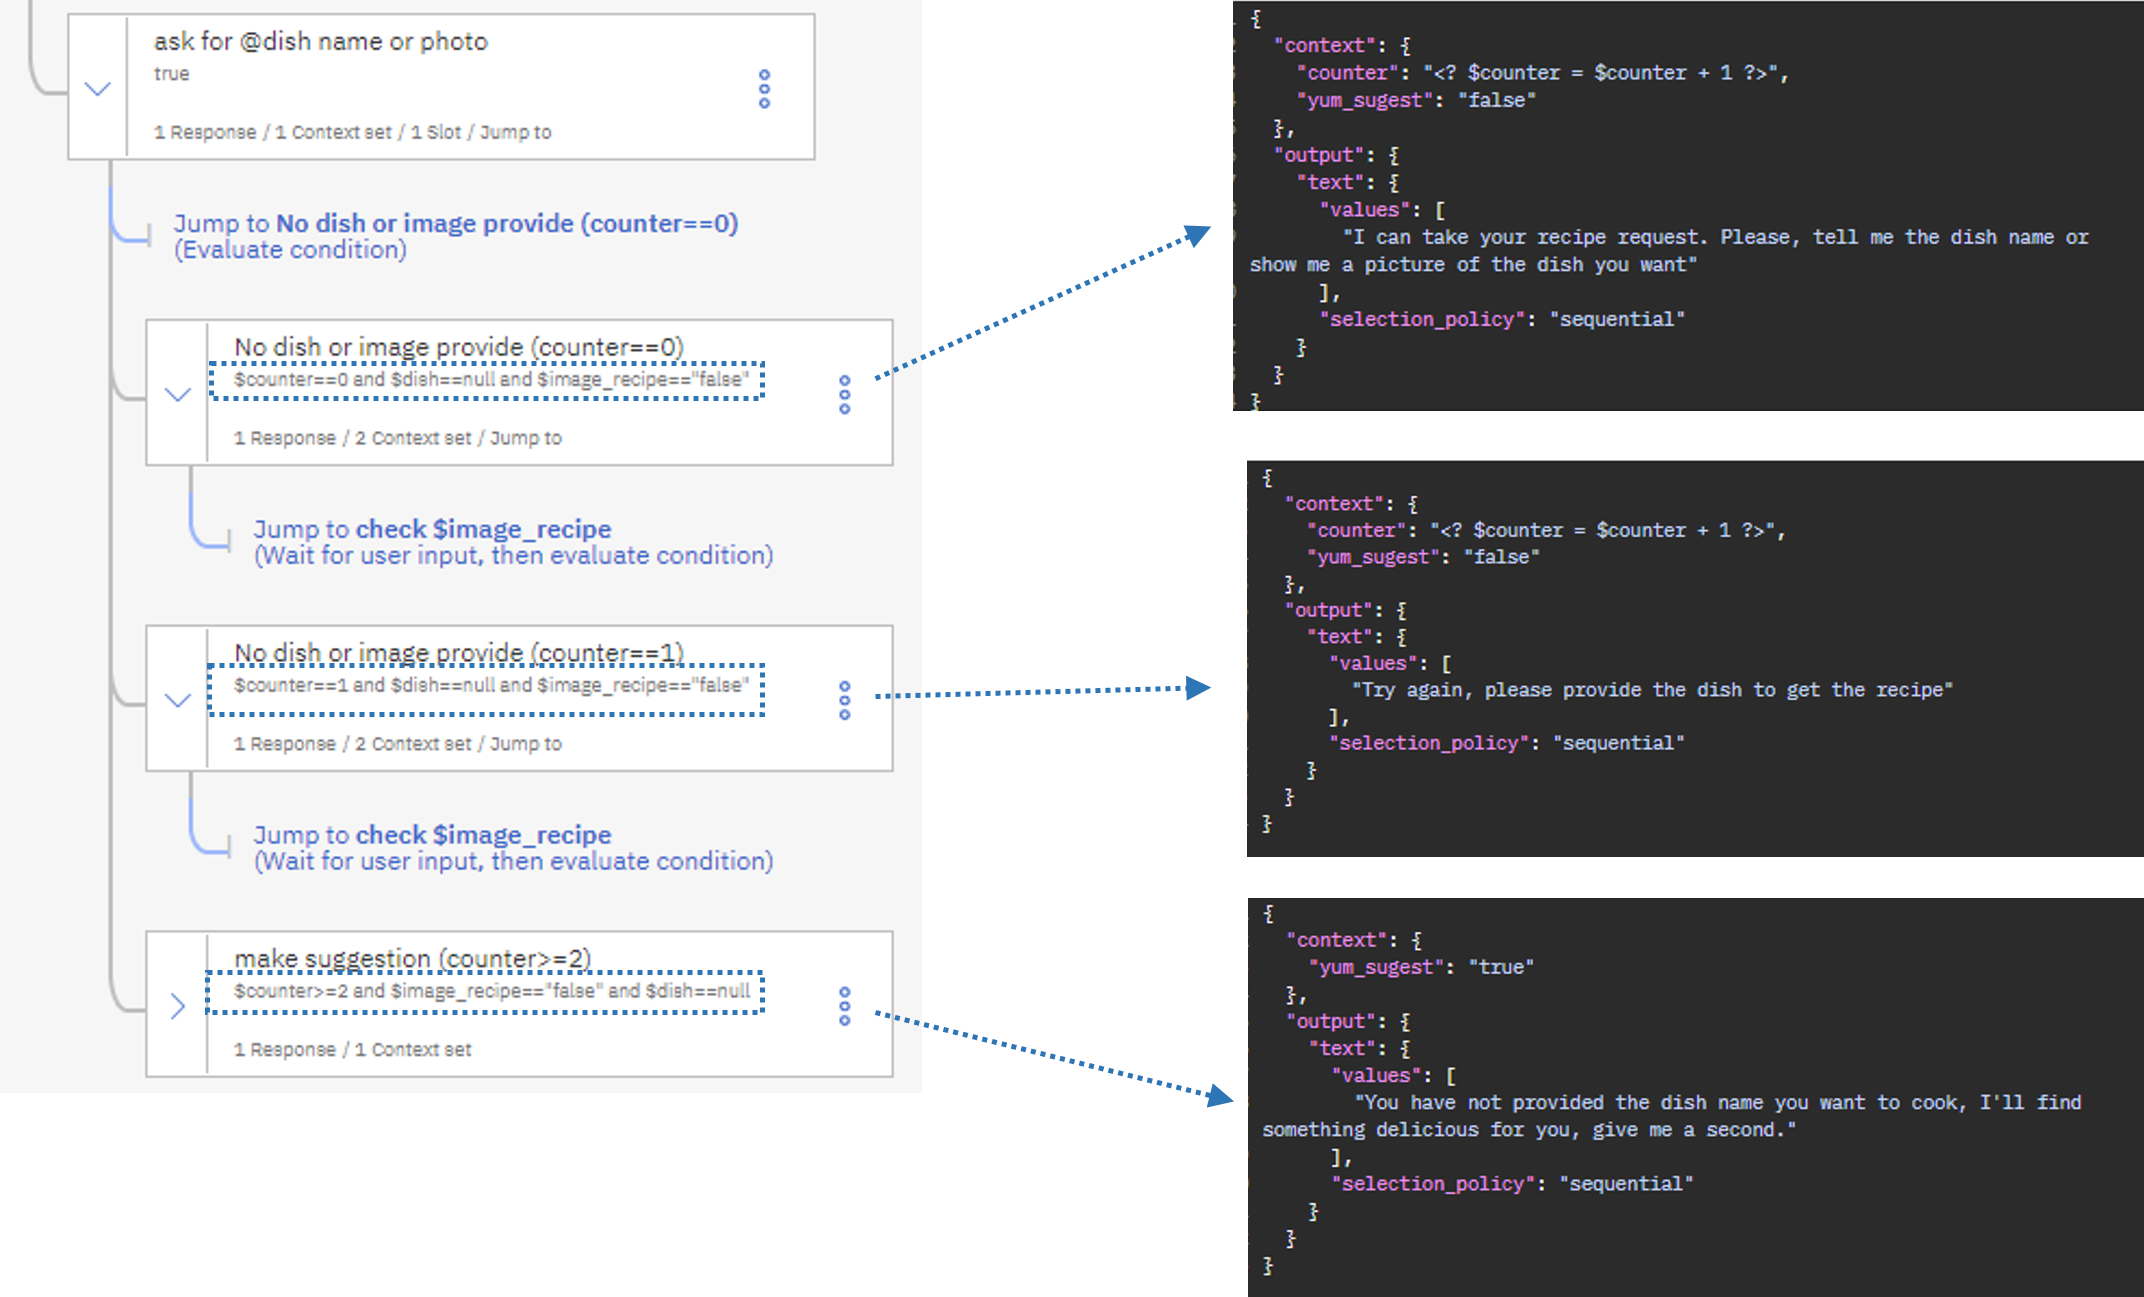 ask for @dish name or photo
true
1 Response / 1 Context set / 1 Slot / Jump to
Jump to No dish or image provide (counter==0)
(Evaluate condition)
No dish or image provide (counter==0)
$counter==0 and $dish==null and $image_recipe=="false"
1 Response / 2 Context set / Jump to
Jump to check $image_recipe
(Wait for user input, then evaluate condition)
No dish or image provide (counter==1)
$counter==1 and $dish==null and $image_recipe=="false"
1 Response / 2 Context set / Jump to
Jump to check $image_recipe
(Wait for user input, then evaluate condition)
make suggestion (counter>=2)
$counter>=2 and $image_recipe=="false" and $dish==null
1 Response / 1 Context set
{
"context": {
"counter": "<? $counter = $counter + 1 ?>",
"yum_sugest": "false"
},
"output": {
"text": {
"values": [
"I can take your recipe request. Please, tell me the dish name or
show me a picture of the dish you want"
],
"selection_policy": "sequential"
}
}
}
{
"context": {
"counter": "<? $counter = $counter + 1 ?>",
"yum_sugest": "false"
},
"output": {
"text": {
"values": [
"Try again, please provide the dish to get the recipe"
],
"selection_policy": "sequential"
}
}
}
{
"context": {
"yum_sugest": "true"
},
"output": {
"text": {
"values": [
"You have not provided the dish name you want to cook, I'll find
something delicious for you, give me a second."
],
"selection_policy": "sequential"
}
}
}